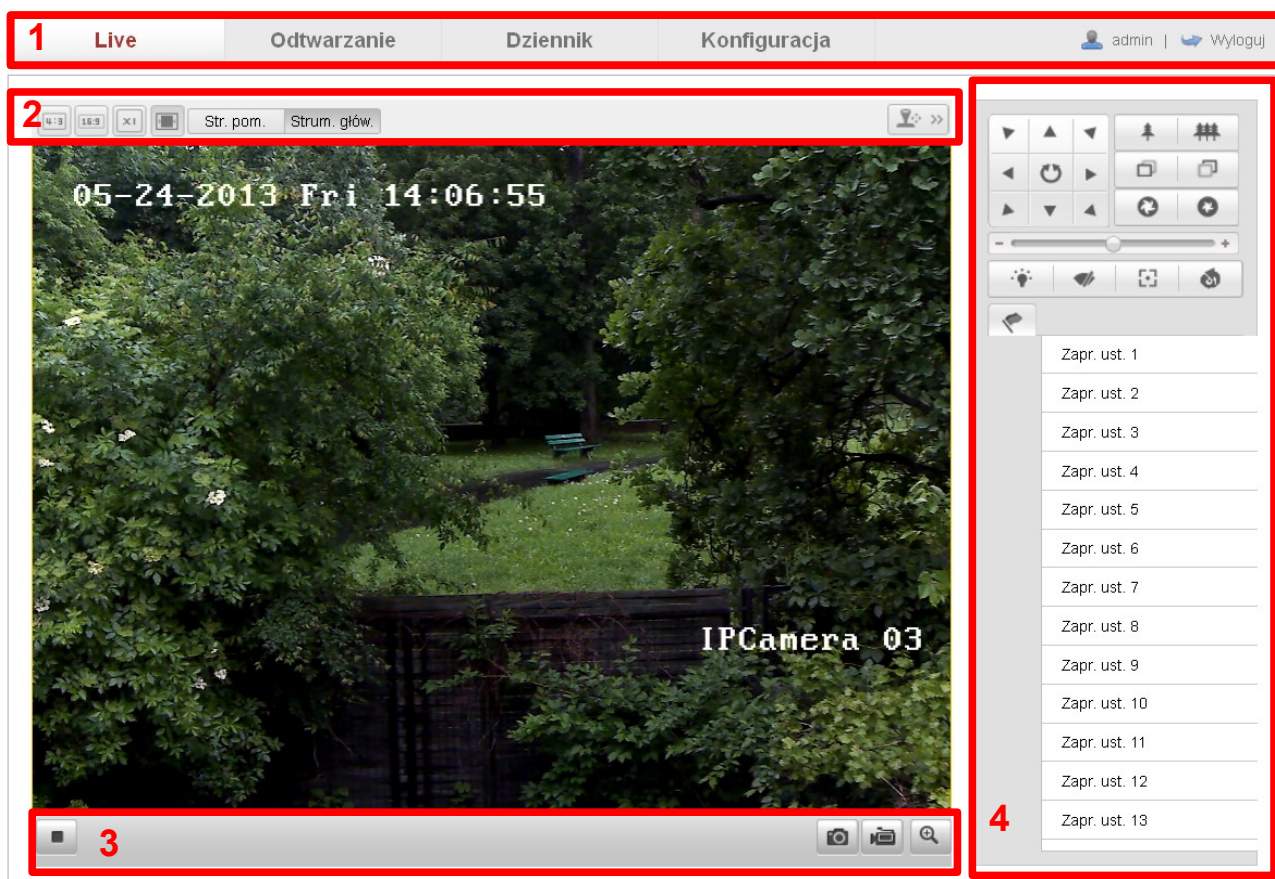 1 Live Odtwarzanie Dziennik Konfiguracja admin | Wyloguj
2 4:3 16:9 X1 Str. pom. Strum. głów.
05-24-2013 Fri 14:06:55
IPCamera 03
3
Zapr. ust. 1
Zapr. ust. 2
Zapr. ust. 3
Zapr. ust. 4
Zapr. ust. 5
Zapr. ust. 6
Zapr. ust. 7
Zapr. ust. 8
Zapr. ust. 9
Zapr. ust. 10
Zapr. ust. 11
Zapr. ust. 12
4 Zapr. ust. 13